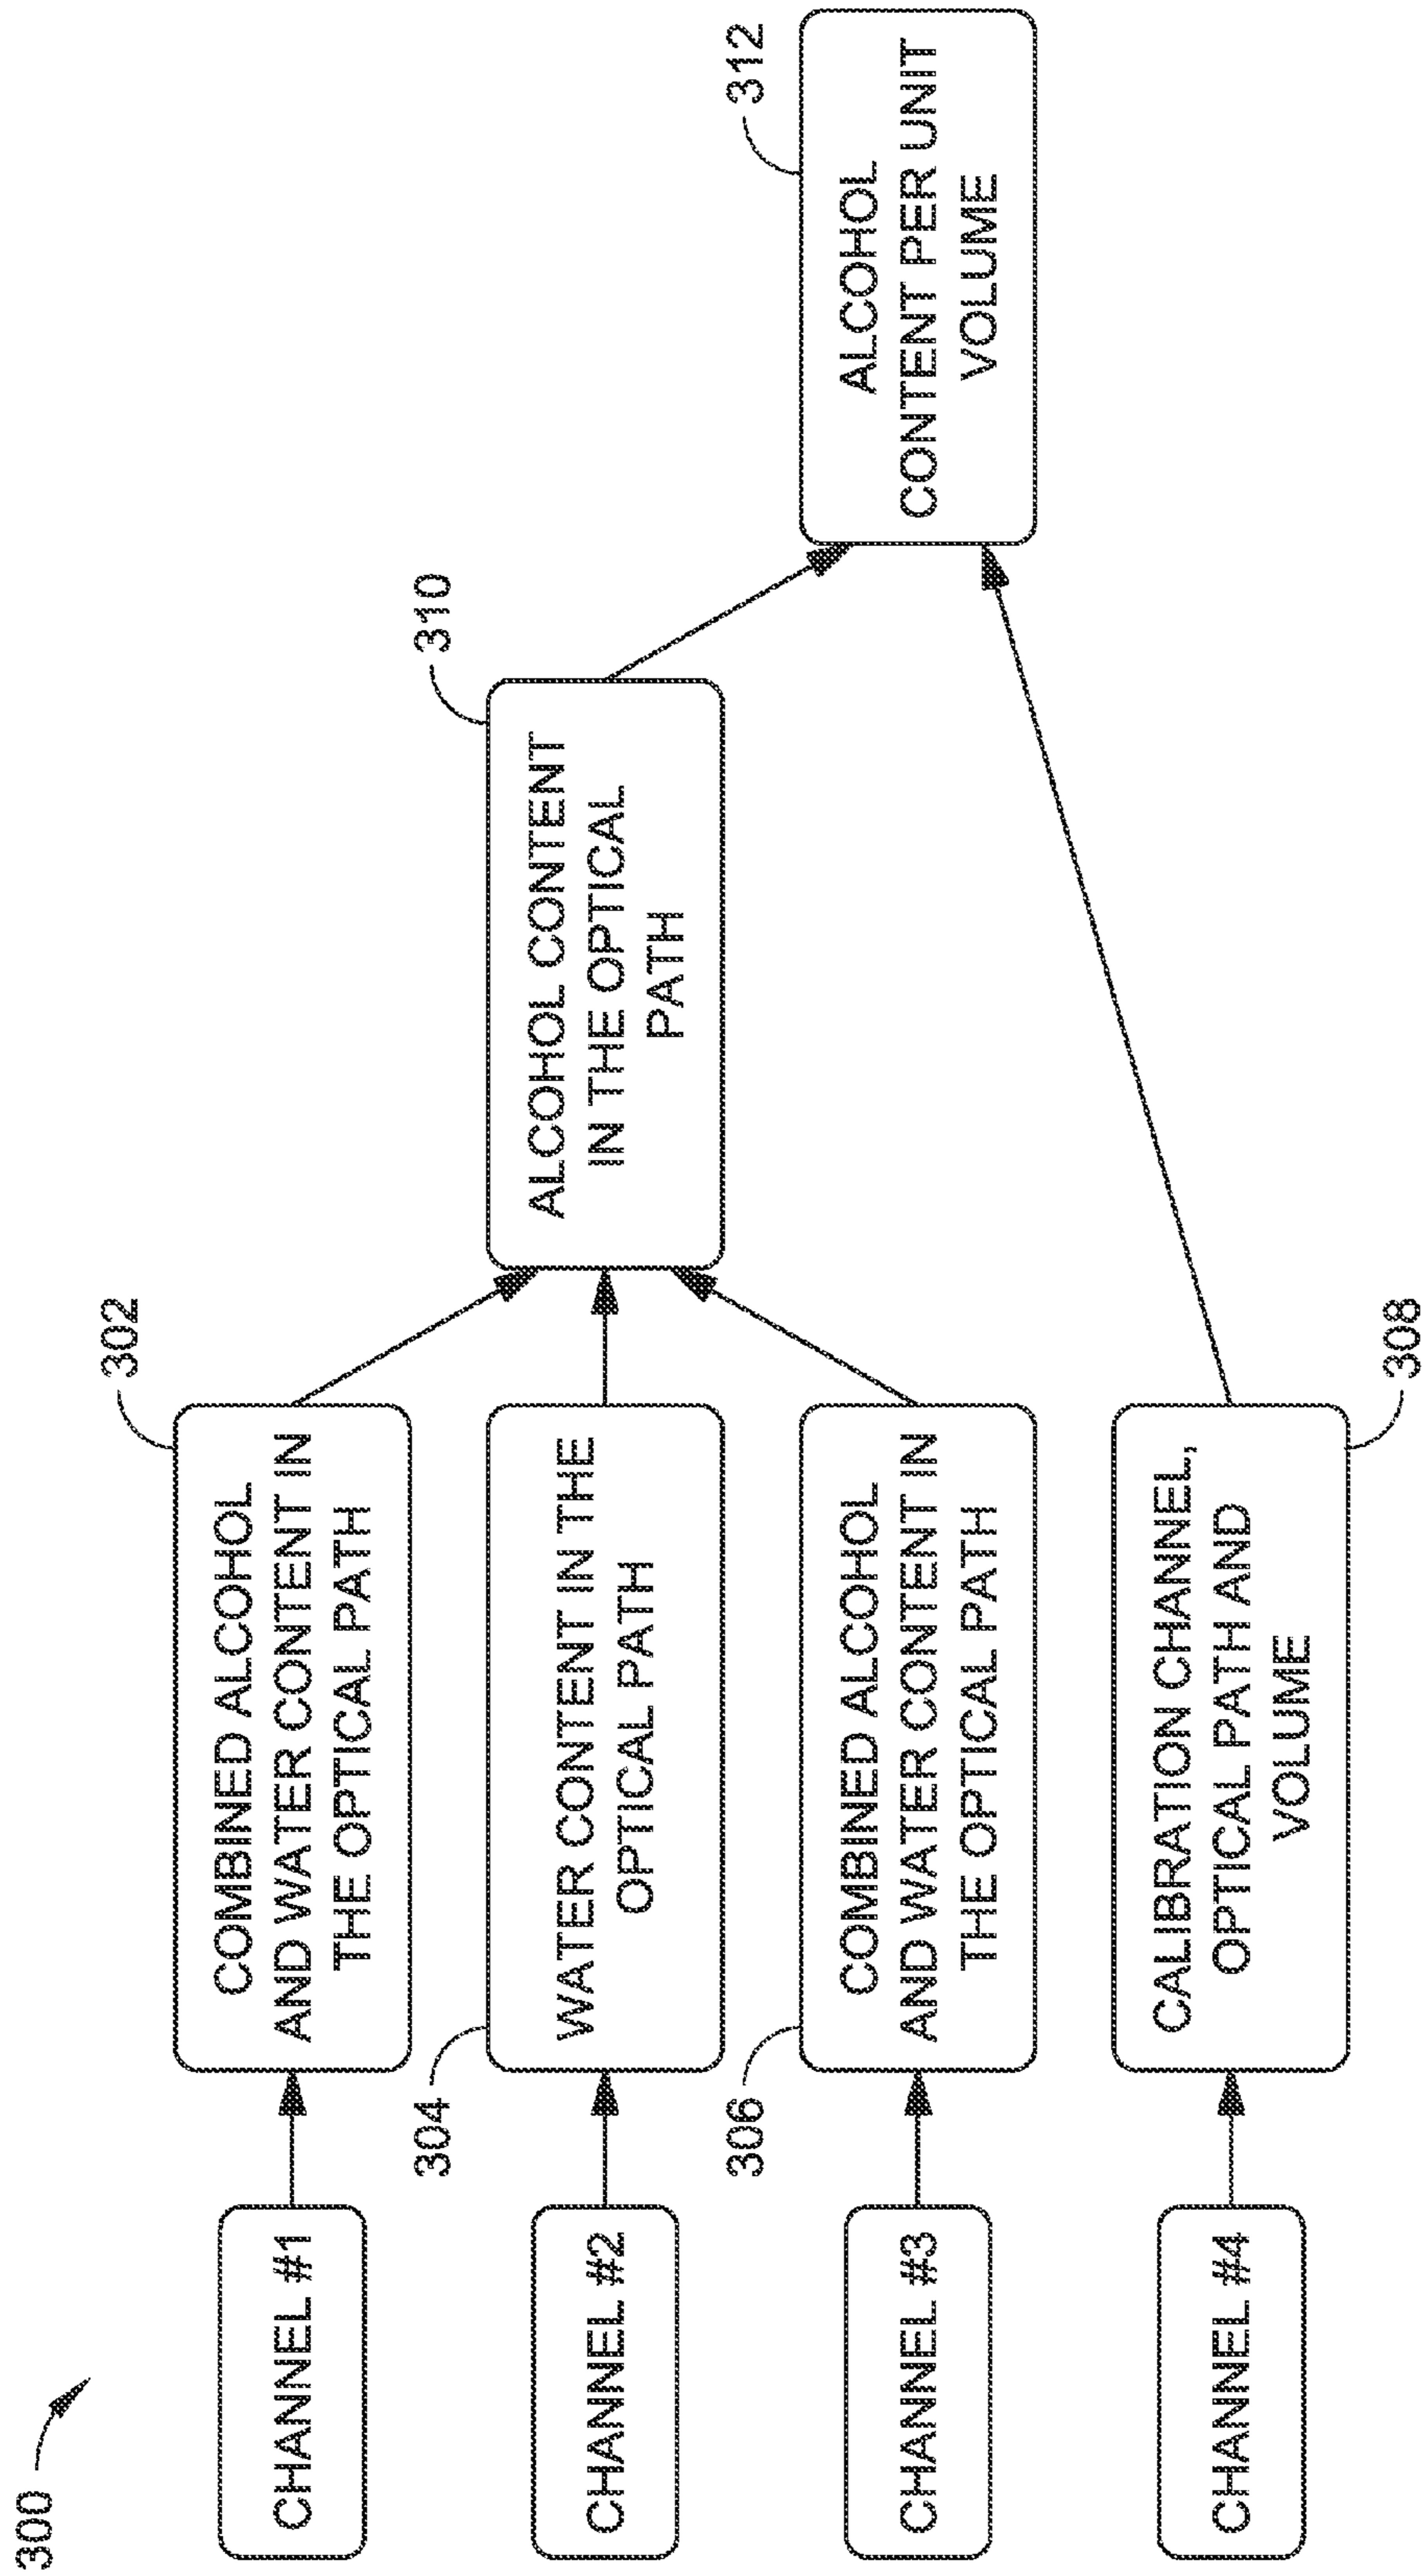 300
CHANNEL #1
302
COMBINED ALCOHOL
AND WATER CONTENT IN
THE OPTICAL PATH
CHANNEL #2
304
WATER CONTENT IN THE
OPTICAL PATH
310
ALCOHOL CONTENT
IN THE OPTICAL
PATH
CHANNEL #3
306
COMBINED ALCOHOL
AND WATER CONTENT IN
THE OPTICAL PATH
312
ALCOHOL
CONTENT PER UNIT
VOLUME
CHANNEL #4
CALIBRATION CHANNEL,
OPTICAL PATH AND
VOLUME
308